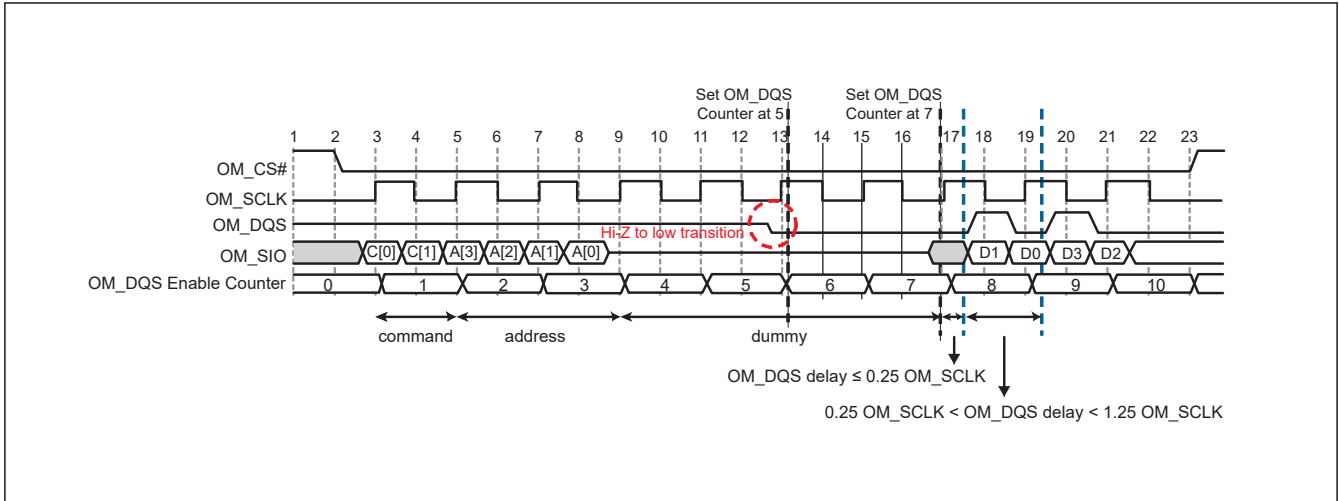 Set OM_DQS Counter at 5
Set OM_DQS Counter at 7
1 2 3 4 5 6 7 8 9 10 11 12 13 14 15 16 17 18 19 20 21 22 23
OM_CS#
OM_SCLK
OM_DQS
Hi-Z to low transition
OM_SIO C[0] C[1] A[3] A[2] A[1] A[0] D1 D0 D3 D2
OM_DQS Enable Counter 0 1 2 3 4 5 6 7 8 9 10
command address dummy
OM_DQS delay ≤ 0.25 OM_SCLK
0.25 OM_SCLK < OM_DQS delay < 1.25 OM_SCLK